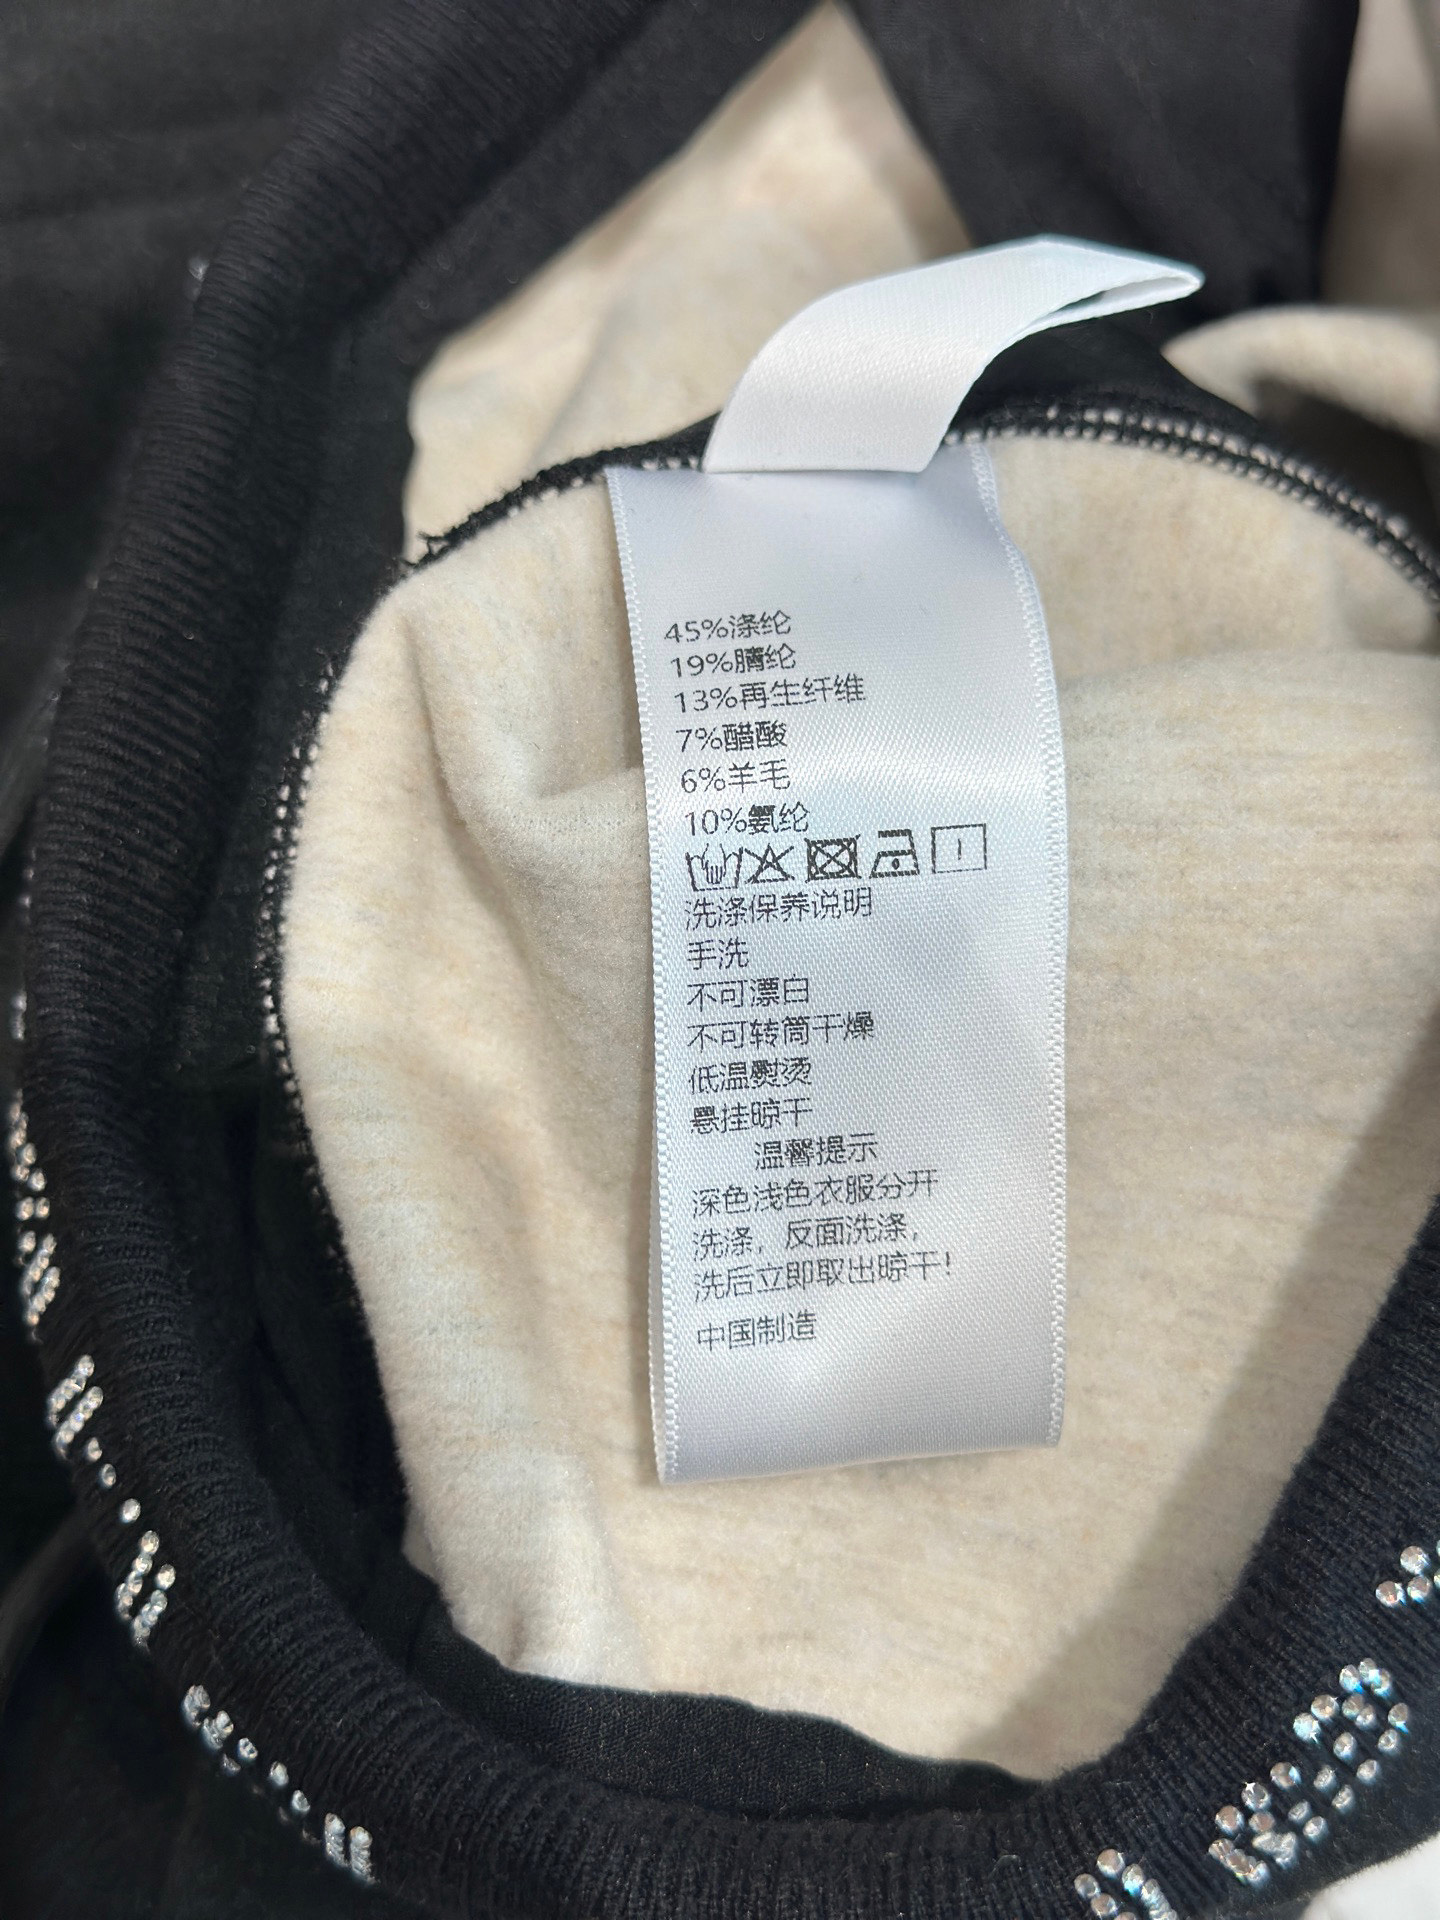 45%涤纶
19%腈纶
13%再生纤维
7%醋酸
6%羊毛
10%氨纶
洗涤保养说明
手洗
不可漂白
不可转筒干燥
低温熨烫
悬挂晾干
温馨提示
深色浅色衣服分开
洗涤，反面洗涤，
洗后立即取出晾干！
中国制造